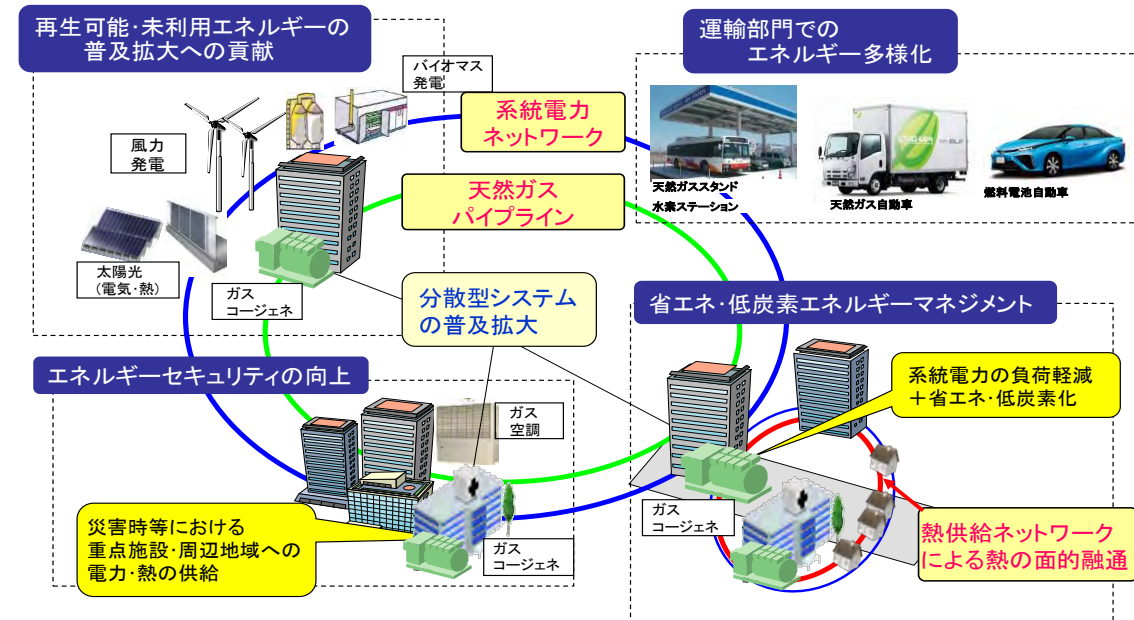 再生可能・未利用エネルギーの
普及拡大への貢献
運輸部門での
エネルギー多様化
バイオマス
発電
系統電力
ネットワーク
風力
発電
天然ガススタンド
水素ステーション
天然ガス自動車
燃料電池自動車
天然ガス
パイプライン
太陽光
(電気・熱)
ガス
コージェネ
分散型システム
の普及拡大
省エネ・低炭素エネルギーマネジメント
エネルギーセキュリティの向上
系統電力の負荷軽減
＋省エネ・低炭素化
ガス
空調
災害時等における
重点施設・周辺地域への
電力・熱の供給
ガス
コージェネ
ガス
コージェネ
熱供給ネットワーク
による熱の面的融通